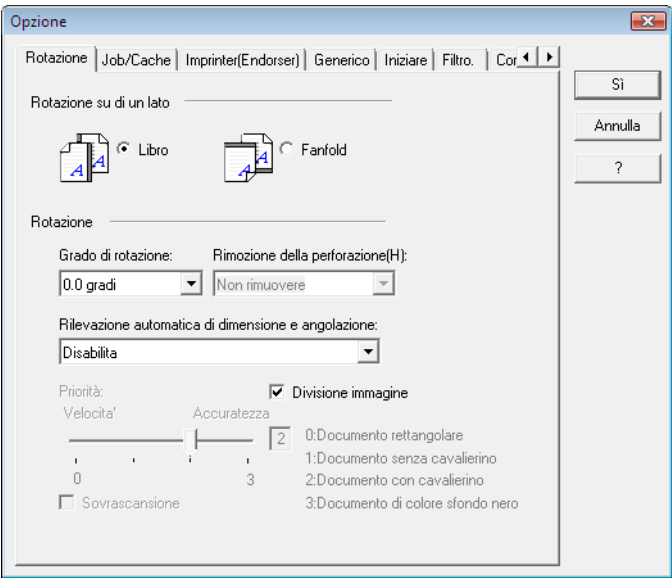 Opzione
Rotazione Job/Cache Imprinter(Endorser) Generico Iniziare Filtro. Cor
Sì
Annulla
?
Rotazione su di un lato
A A Libro A A Fanfold
Rotazione
Grado di rotazione: Rimozione della perforazione(H):
0.0 gradi Non rimuovere
Rilevazione automatica di dimensione e angolazione:
Disabilita
Priorità: Divisione immagine
Velocita' Accuratezza
2 0:Documento rettangolare
1:Documento senza cavalierino
0 3 2:Documento con cavalierino
Sovrascansione 3:Documento di colore sfondo nero